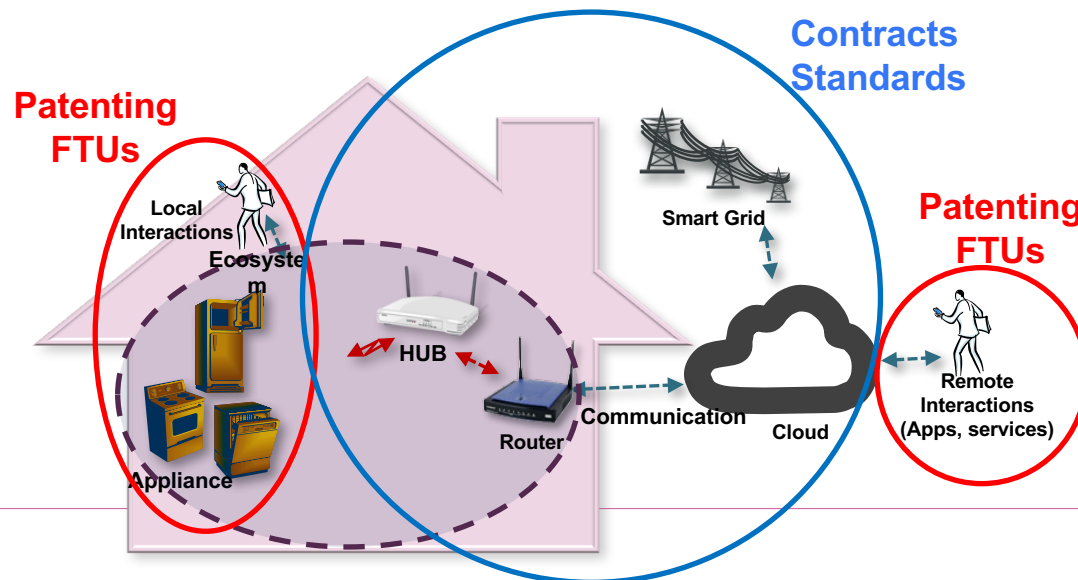 Contracts
Standards
Patenting
FTUs
Local
Interactions
Ecosyste
m
Smart Grid
Patenting
FTUs
HUB
Communication
Router
Cloud
Remote
Interactions
(Apps, services)
Appliance